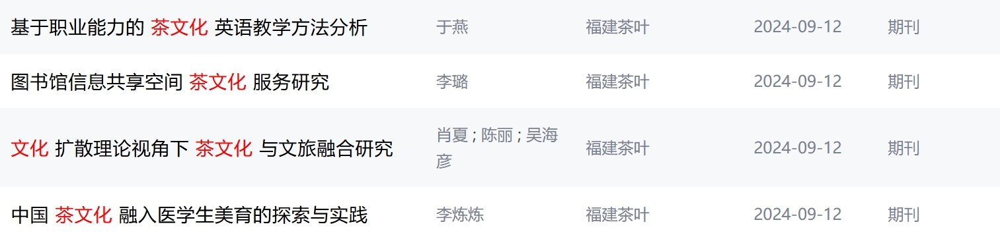 基于职业能力的 茶文化 英语教学方法分析 于燕 福建茶叶 2024-09-12 期刊
图书馆信息共享空间 茶文化 服务研究 李璐 福建茶叶 2024-09-12 期刊
文化 扩散理论视角下 茶文化 与文旅融合研究 肖夏 ; 陈丽 ; 吴海
彦 福建茶叶 2024-09-12 期刊
中国 茶文化 融入医学生美育的探索与实践 李炼炼 福建茶叶 2024-09-12 期刊